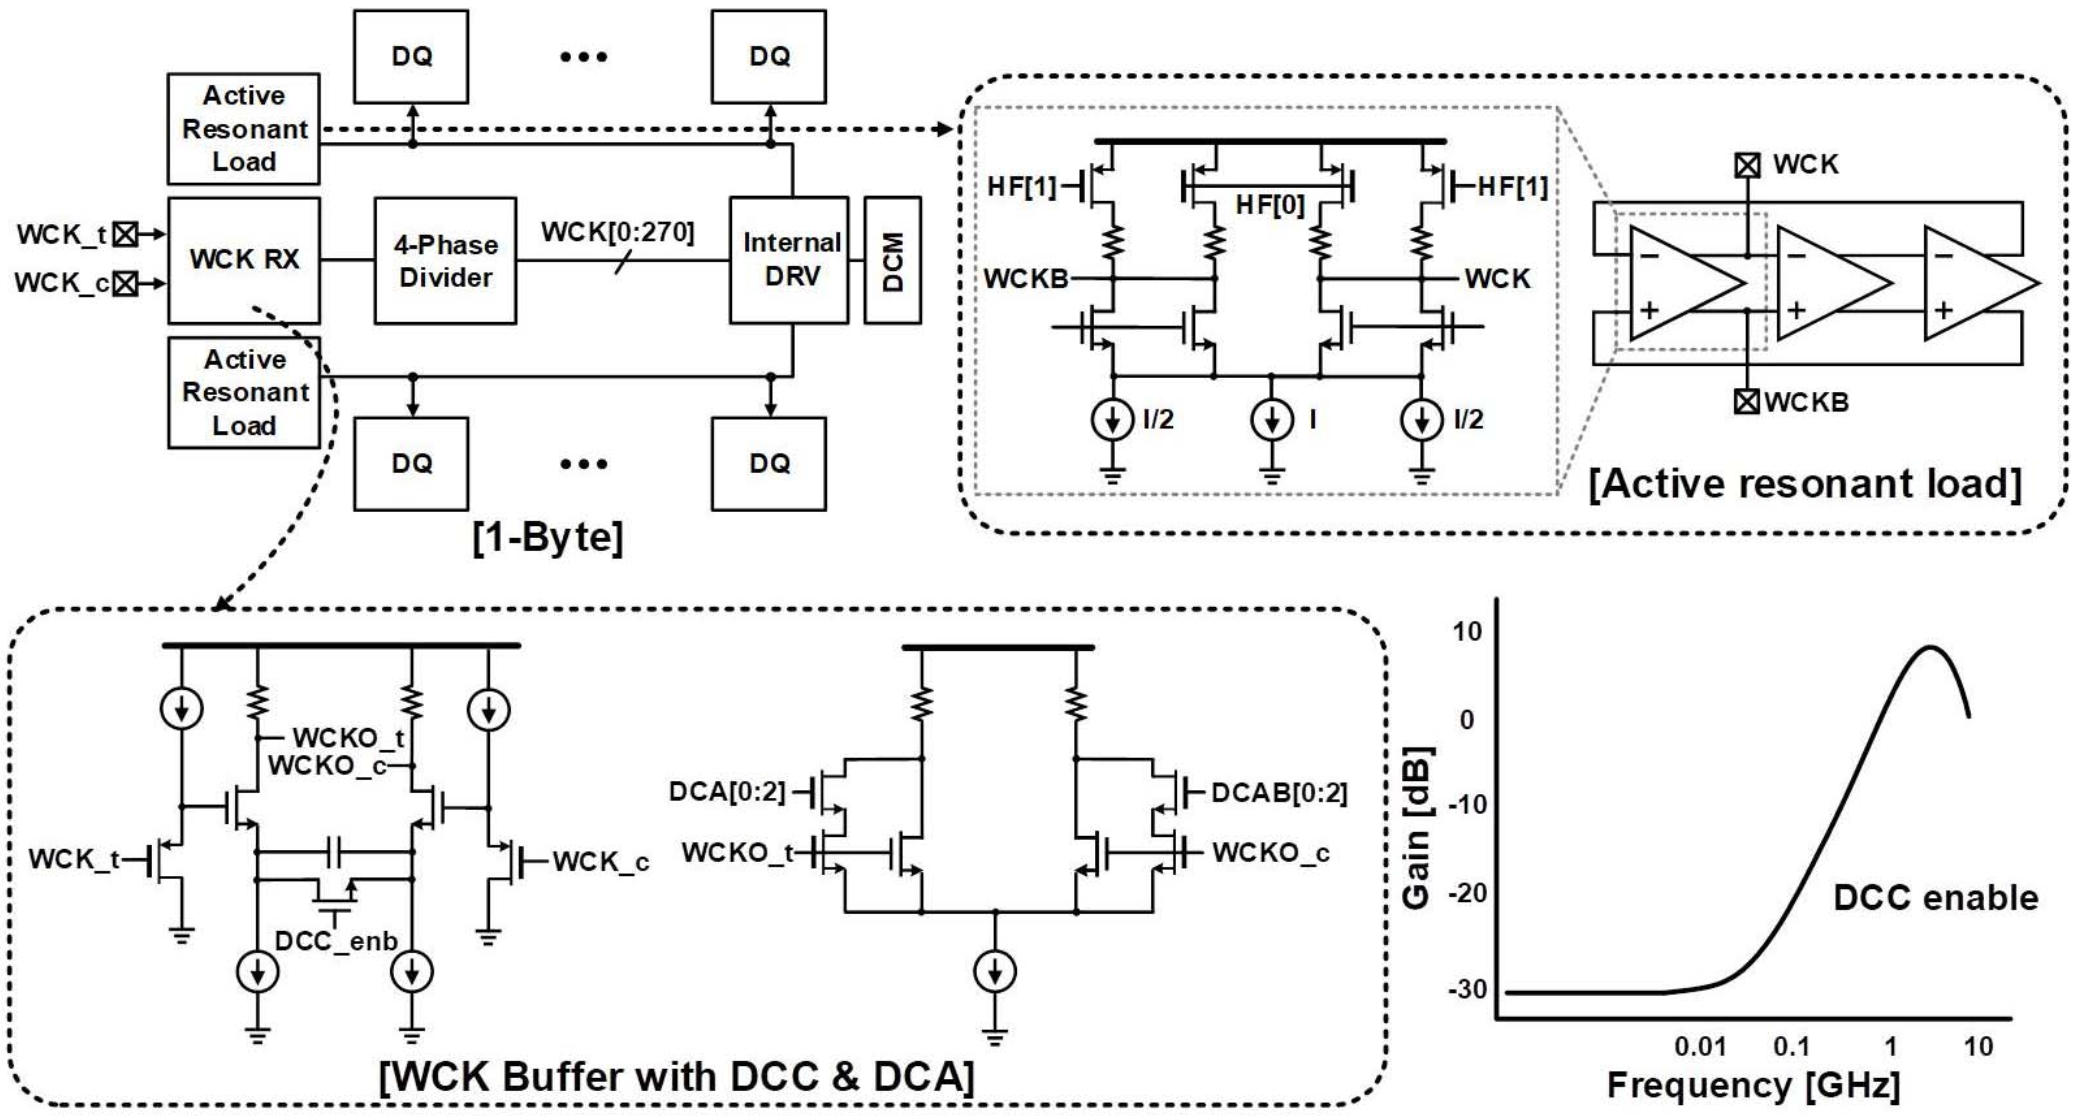 DQ
DQ
Active
Resonant
Load
WCK_t
WCK_c
WCK RX
4-Phase
Divider
WCK[0:270]
Internal
DRV
DCM
Active
Resonant
Load
DQ
DQ
[1-Byte]
HF[1]
HF[0]
HF[1]
WCKB
WCK
I/2
I
I/2
WCK
−
+
−
+
−
+
WCKB
[Active resonant load]
WCKO_t
WCKO_c
WCK_t
WCK_c
DCC_enb
DCA[0:2]
DCAB[0:2]
WCKO_t
WCKO_c
[WCK Buffer with DCC & DCA]
Gain [dB]
10
0
-10
-20
-30
DCC enable
0.01
0.1
1
10
Frequency [GHz]